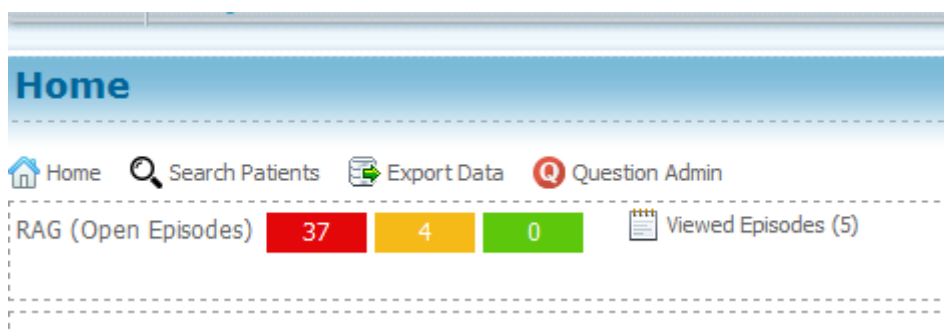 Home
Home Search Patients Export Data Q Question Admin
RAG (Open Episodes) 37 4 0 Viewed Episodes (5)